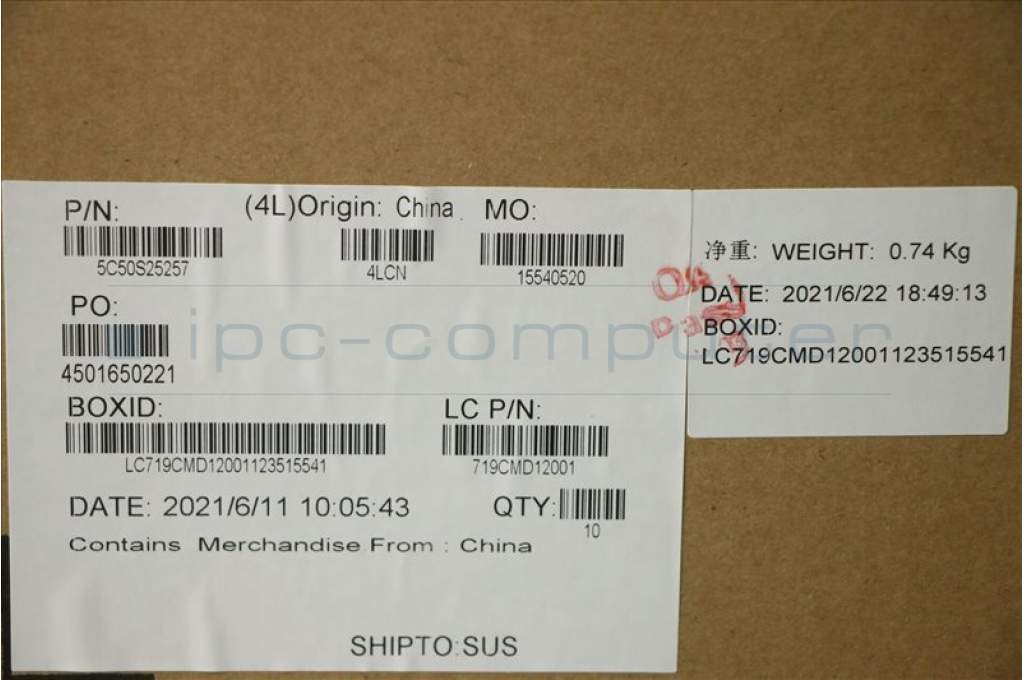 P/N: (4L)Origin: China MO:
5C50S25257 4LCN 15540520
PO:
4501650221
BOXID: LC P/N:
LC719CMD12001123515541 719CMD12001
DATE: 2021/6/11 10:05:43 QTY:
10
Contains Merchandise From : China
SHIPTO:SUS
净重: WEIGHT: 0.74 Kg
DATE: 2021/6/22 18:49:13
BOXID:
LC719CMD12001123515541
ipc-computer